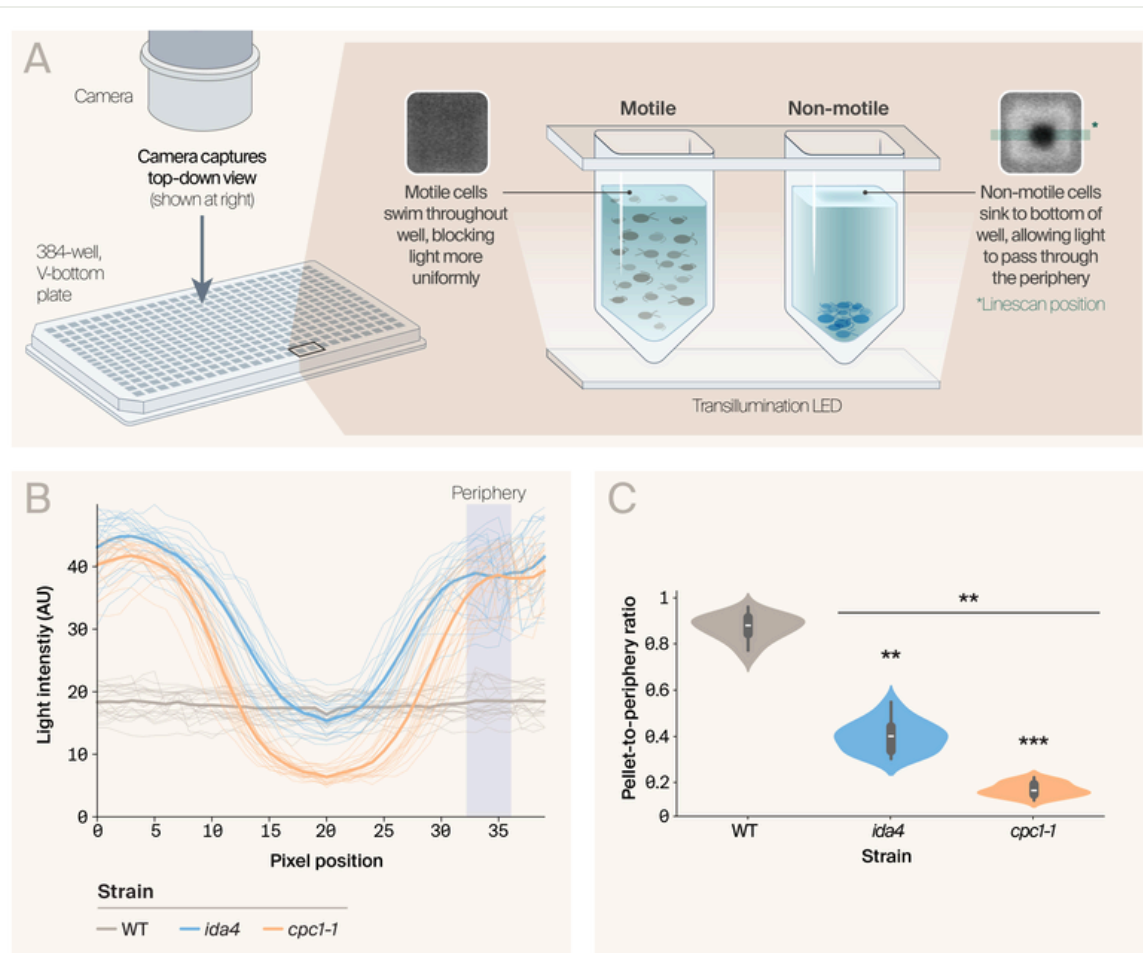 A
Camera
Camera captures
top-down view
(shown at right)
384-well,
V-bottom
plate
Motile cells
swim throughout
well, blocking
light more
uniformly
Motile
Non-motile
*
Non-motile cells
sink to bottom of
well, allowing light
to pass through
the periphery
*Linescan position
Transillumination LED
B
Periphery
Light intenstiy (AU)
40
30
20
10
0
0 5 10 15 20 25 30 35
Pixel position
Strain
WT ida4 cpc1-1
C
Pellet-to-periphery ratio
1
0.8
0.6
0.4
0.2
0
**
**
***
WT ida4 cpc1-1
Strain